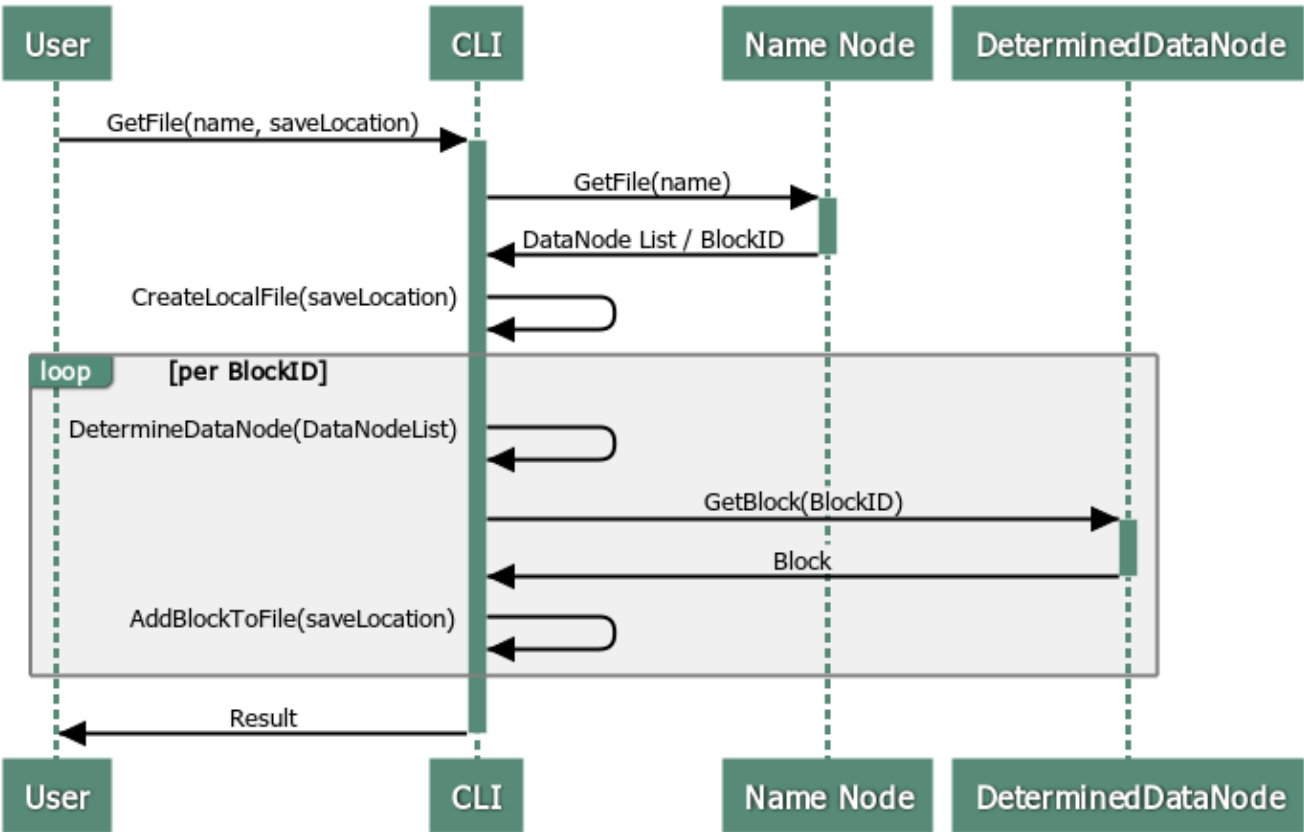 User
CLI
Name Node
DeterminedDataNode
GetFile(name, saveLocation)
GetFile(name)
DataNode List / BlockID
CreateLocalFile(saveLocation)
loop
[per BlockID]
DetermineDataNode(DataNodeList)
GetBlock(BlockID)
Block
AddBlockToFile(saveLocation)
Result
User
CLI
Name Node
DeterminedDataNode